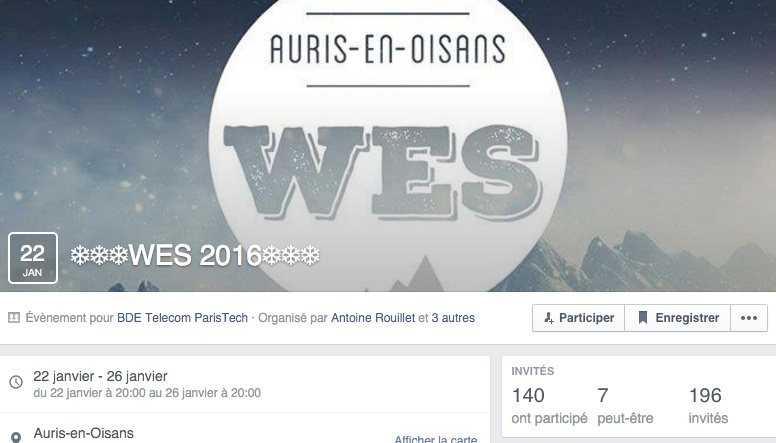 AURIS-EN-OISANS
WES
22
JAN
❄❄❄WES 2016❄❄❄
Évènement pour BDE Telecom ParisTech · Organisé par Antoine Rouillet et 3 autres
Participer
Enregistrer
•••
22 janvier - 26 janvier
du 22 janvier à 20:00 au 26 janvier à 20:00
Auris-en-Oisans
Afficher la carte
INVITÉS
140 7 196
ont participé peut-être invités